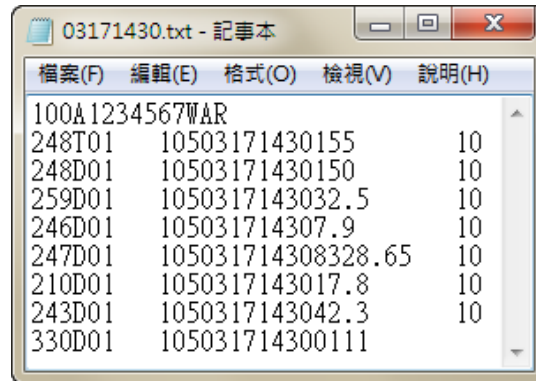 03171430.txt - 記事本
檔案(F) 編輯(E) 格式(O) 檢視(V) 說明(H)
100A1234567WAR
248T01 10503171430155 10
248D01 10503171430150 10
259D01 1050317143032.5 10
246D01 105031714307.9 10
247D01 105031714308328.65 10
210D01 1050317143017.8 10
243D01 1050317143042.3 10
330D01 105031714300111